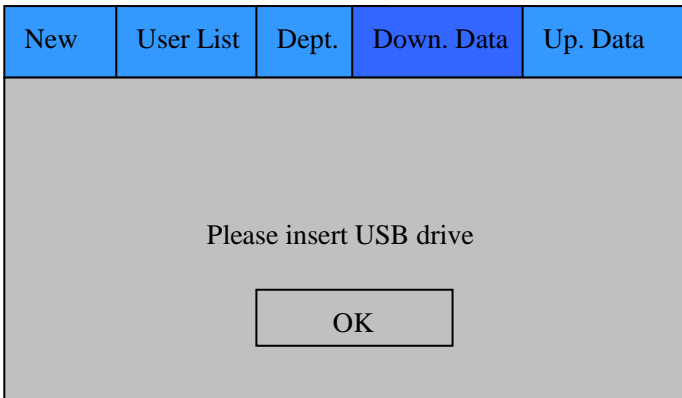 New User List Dept. Down. Data Up. Data
Please insert USB drive
OK